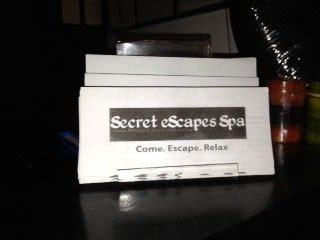 Secret eScapes Spa
Come. Escape. Relax